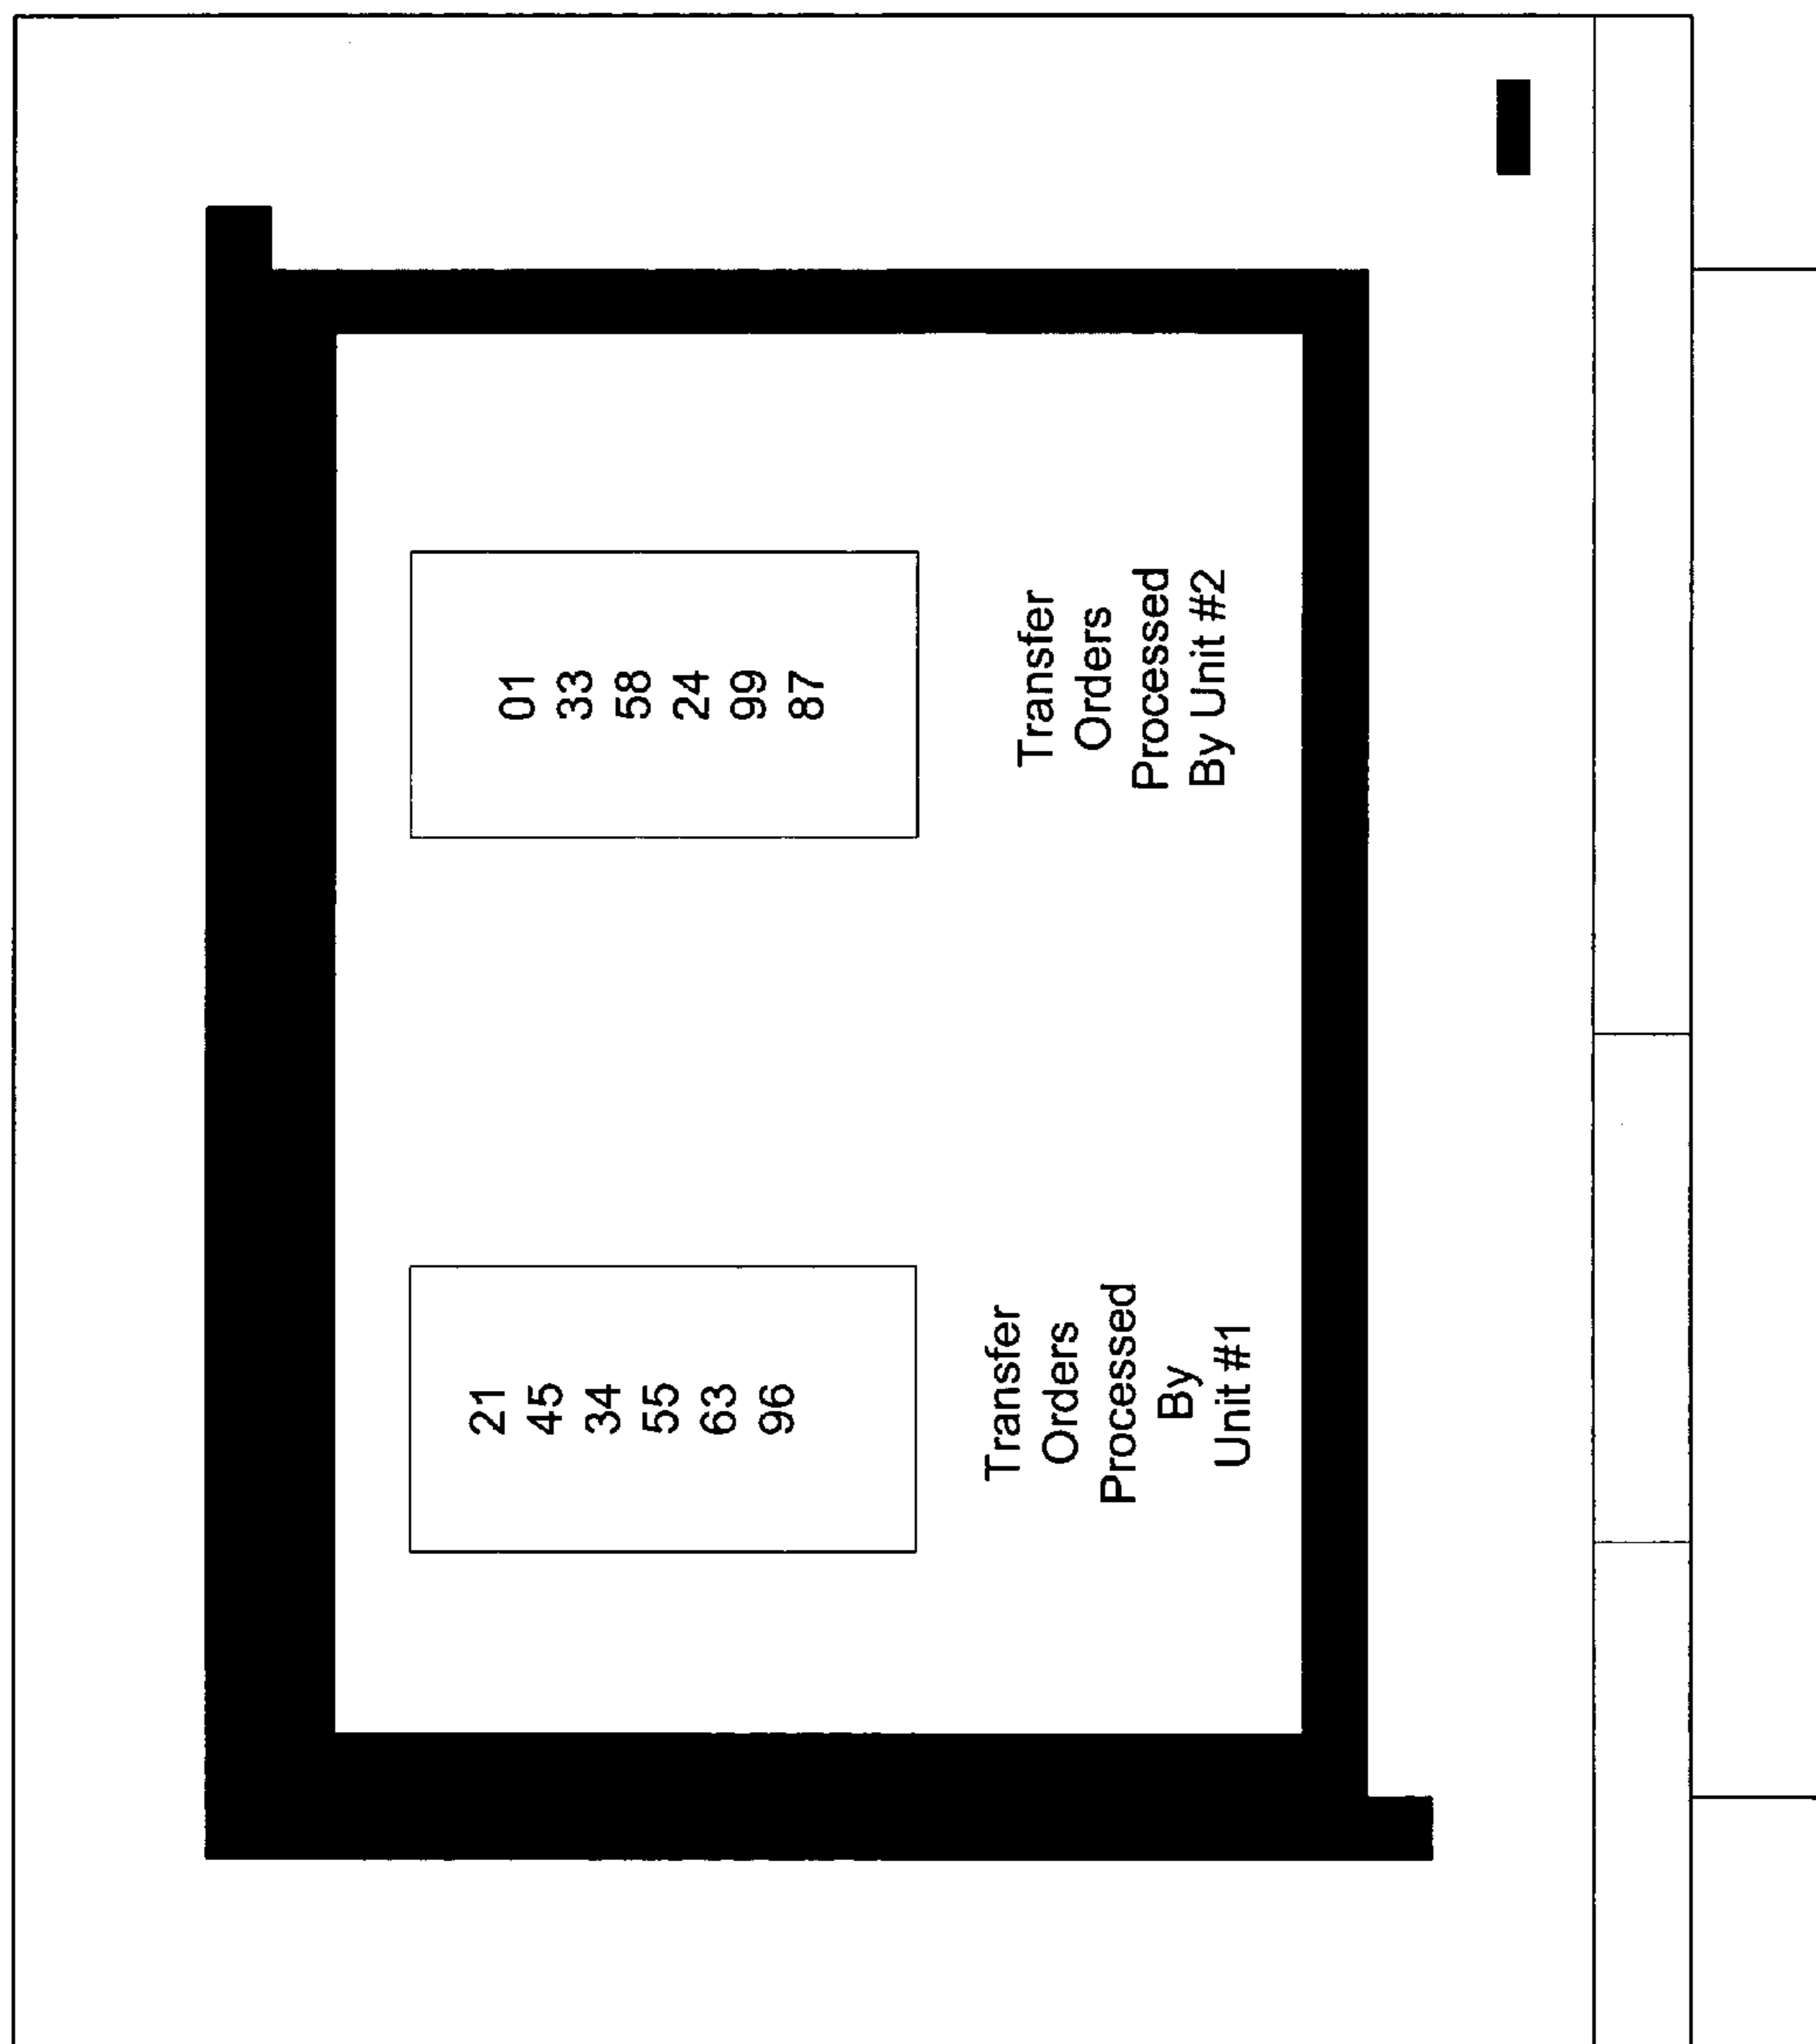 21
45
34
55
63
96
Transfer
Orders
Processed
By
Unit #1
01
33
58
24
99
87
Transfer
Orders
Processed
By Unit #2